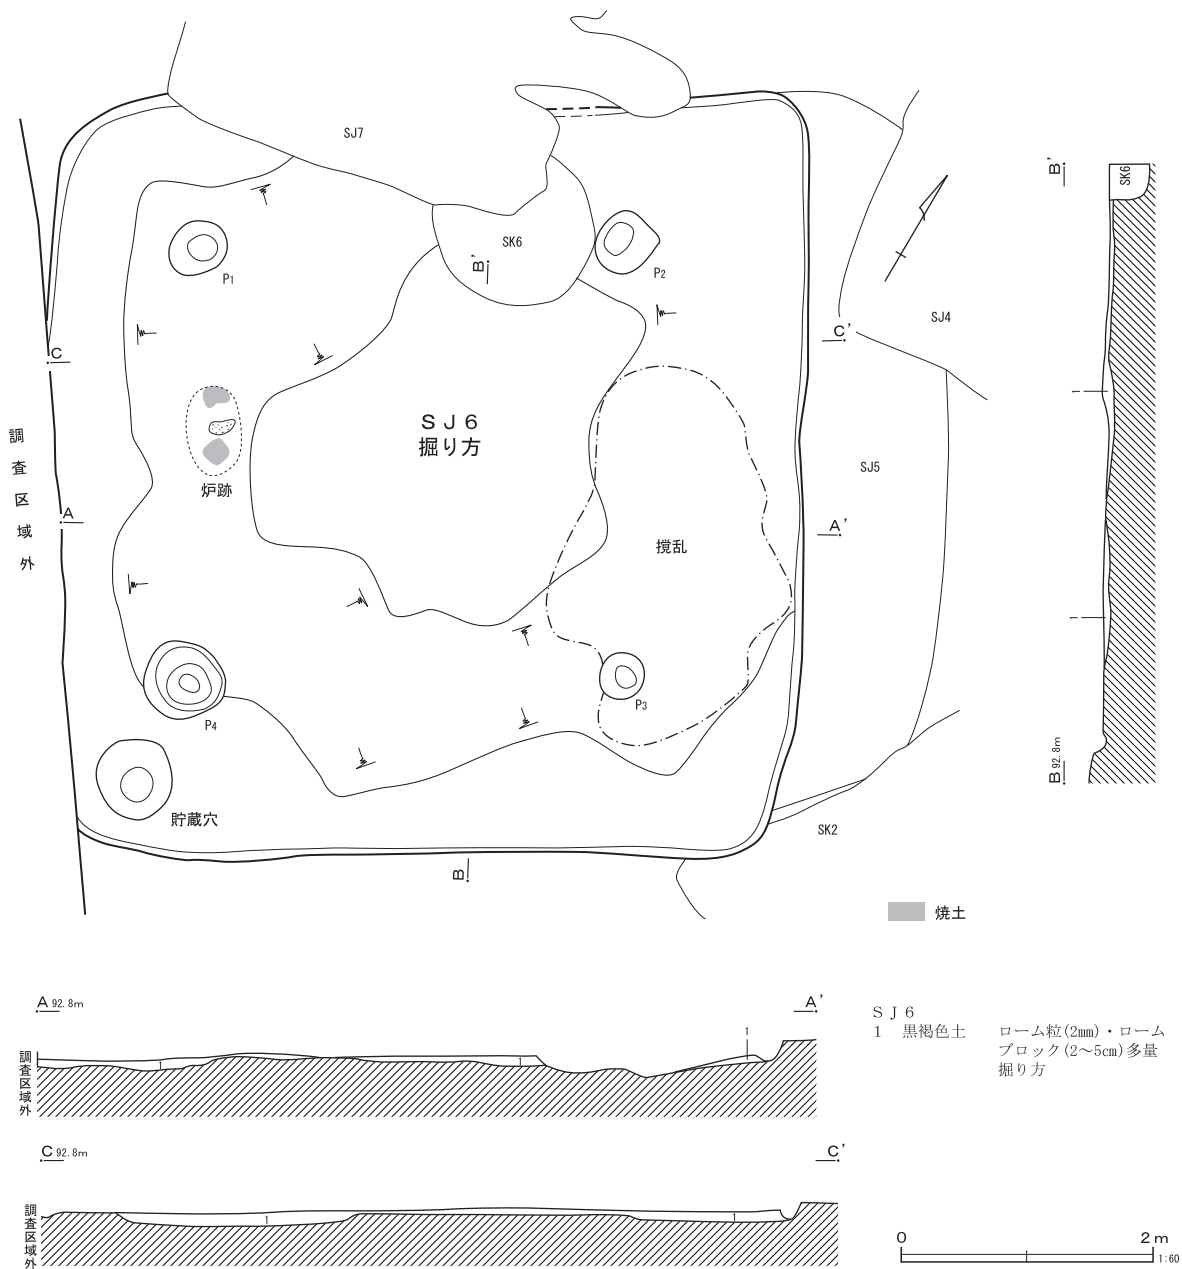 SJ7
SK6
B'
P1
P2
C
C'
SJ4
SJ6
掘り方
炉跡
調査区域外
SJ5
A
A'
撹乱
P3
P4
貯蔵穴
SK2
B
焼土
B'
SK6
1
1
B 92.8m
A 92.8m
A'
調査区域外
1
1
1
C 92.8m
C'
調査区域外
1
1
SJ6
1 黒褐色土 ローム粒(2mm)・ローム
ブロック(2～5cm)多量
掘り方
0 2m
1:60